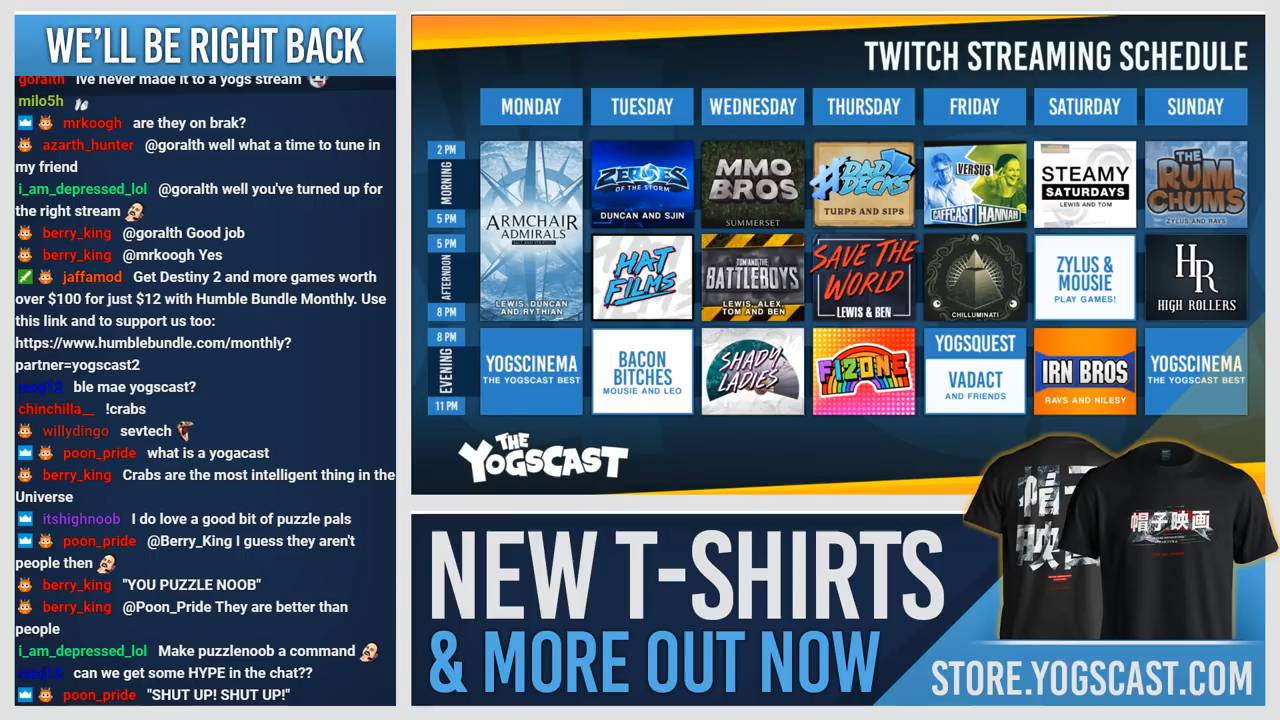 WE'LL BE RIGHT BACK
goralth Ive never made it to a yogs stream
milo5h
mrkoogh are they on brak?
azarth_hunter @goralth well what a time to tune in
my friend
i_am_depressed_lol @goralth well you've turned up for
the right stream
berry_king @goralth Good job
berry_king @mrkoogh Yes
jaffamod Get Destiny 2 and more games worth
over $100 for just $12 with Humble Bundle Monthly. Use
this link and to support us too:
https://www.humblebundle.com/monthly?
partner=yogscast2
ble mae yogscast?
chinchilla__ !crabs
willydingo sevtech
poon_pride what is a yogacast
berry_king Crabs are the most intelligent thing in the
Universe
itshighnoob I do love a good bit of puzzle pals
poon_pride @Berry_King I guess they aren't
people then
berry_king "YOU PUZZLE NOOB"
berry_king @Poon_Pride They are better than
people
i_am_depressed_lol Make puzzlenoob a command
can we get some HYPE in the chat??
poon_pride "SHUT UP! SHUT UP!"
TWITCH STREAMING SCHEDULE
MONDAY TUESDAY WEDNESDAY THURSDAY FRIDAY SATURDAY SUNDAY
2 PM
MORNING
5 PM
ARMCHAIR
ADMIRALS
LEWIS, DUNCAN
AND RYTHIAN
ZEROES
OF THE STORM
DUNCAN AND SJIN
MMO
BROS
SUMMERSET
#DAD
DECKS
TURPS AND SIPS
VERSUS
CAFFCAST HANNAH
STEAMY
SATURDAYS
LEWIS AND TOM
THE
RUM
CHUMS
ZYLUS AND RAVS
5 PM
AFTERNOON
8 PM
HAT
FILMS
TOM AND THE
BATTLEBOYS
LEWIS, ALEX,
TOM AND BEN
SAVE THE
WORLD
LEWIS & BEN
CHILLUMINATI
ZYLUS &
MOUSIE
PLAY GAMES!
HR
HIGH ROLLERS
8 PM
EVENING
11 PM
YOGSCINEMA
THE YOGSCAST BEST
BACON
BITCHES
MOUSIE AND LEO
SHADY
LADIES
FIZONE
YOGSQUEST
VADACT
AND FRIENDS
IRN BROS
RAVS AND NILESY
YOGSCINEMA
THE YOGSCAST BEST
THE
YOGSCAST
帽子映画
NEW T-SHIRTS
& MORE OUT NOW
STORE.YOGSCAST.COM